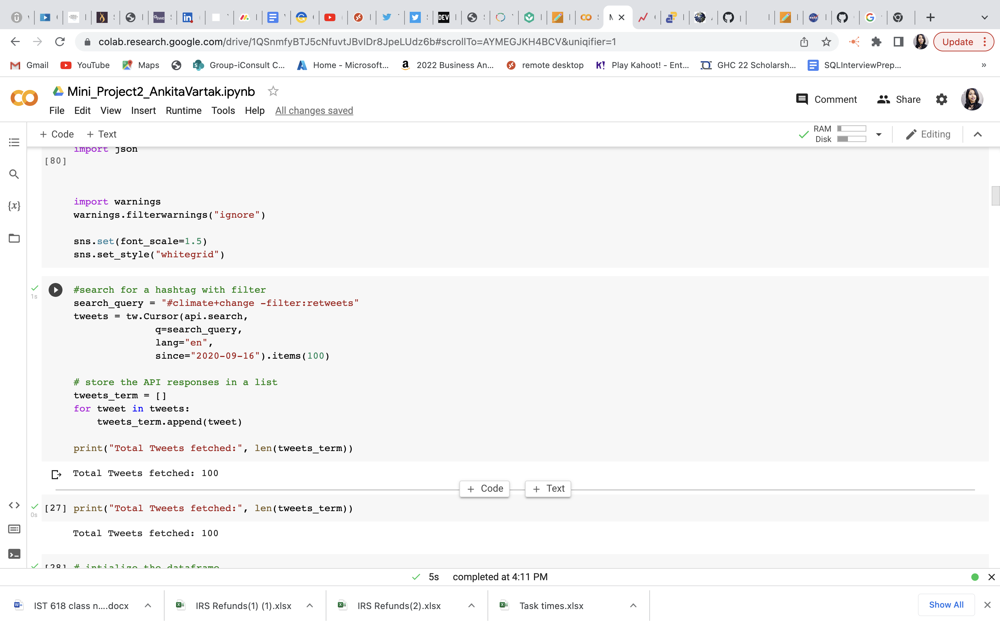 DEV
colab.research.google.com/drive/1QSnmfyBTJ5cNfuvtJBvIDr8JpeLUdz6b#scrollTo=AYMEGJKH4BCV&uniqifier=1
Update
Gmail YouTube Maps Group-iConsult C... Home - Microsoft... 2022 Business An... remote desktop Play Kahoot! - Ent... GHC 22 Scholarsh... SQLInterviewPrep... »
Mini_Project2_AnkitaVartak.ipynb
Comment Share
File Edit View Insert Runtime Tools Help All changes saved
+ Code + Text
RAM
Disk
Editing
import json
[80]
import warnings
warnings.filterwarnings("ignore")
sns.set(font_scale=1.5)
sns.set_style("whitegrid")
1s
#search for a hashtag with filter
search_query = "#climate+change -filter:retweets"
tweets = tw.Cursor(api.search,
q=search_query,
lang="en",
since="2020-09-16").items(100)
# store the API responses in a list
tweets_term = []
for tweet in tweets:
tweets_term.append(tweet)
print("Total Tweets fetched:", len(tweets_term))
Total Tweets fetched: 100
+ Code + Text
[27] print("Total Tweets fetched:", len(tweets_term))
0s
Total Tweets fetched: 100
[28] # intialize the dataframe
5s completed at 4:11 PM
IST 618 class n....docx IRS Refunds(1) (1).xlsx IRS Refunds(2).xlsx Task times.xlsx Show All